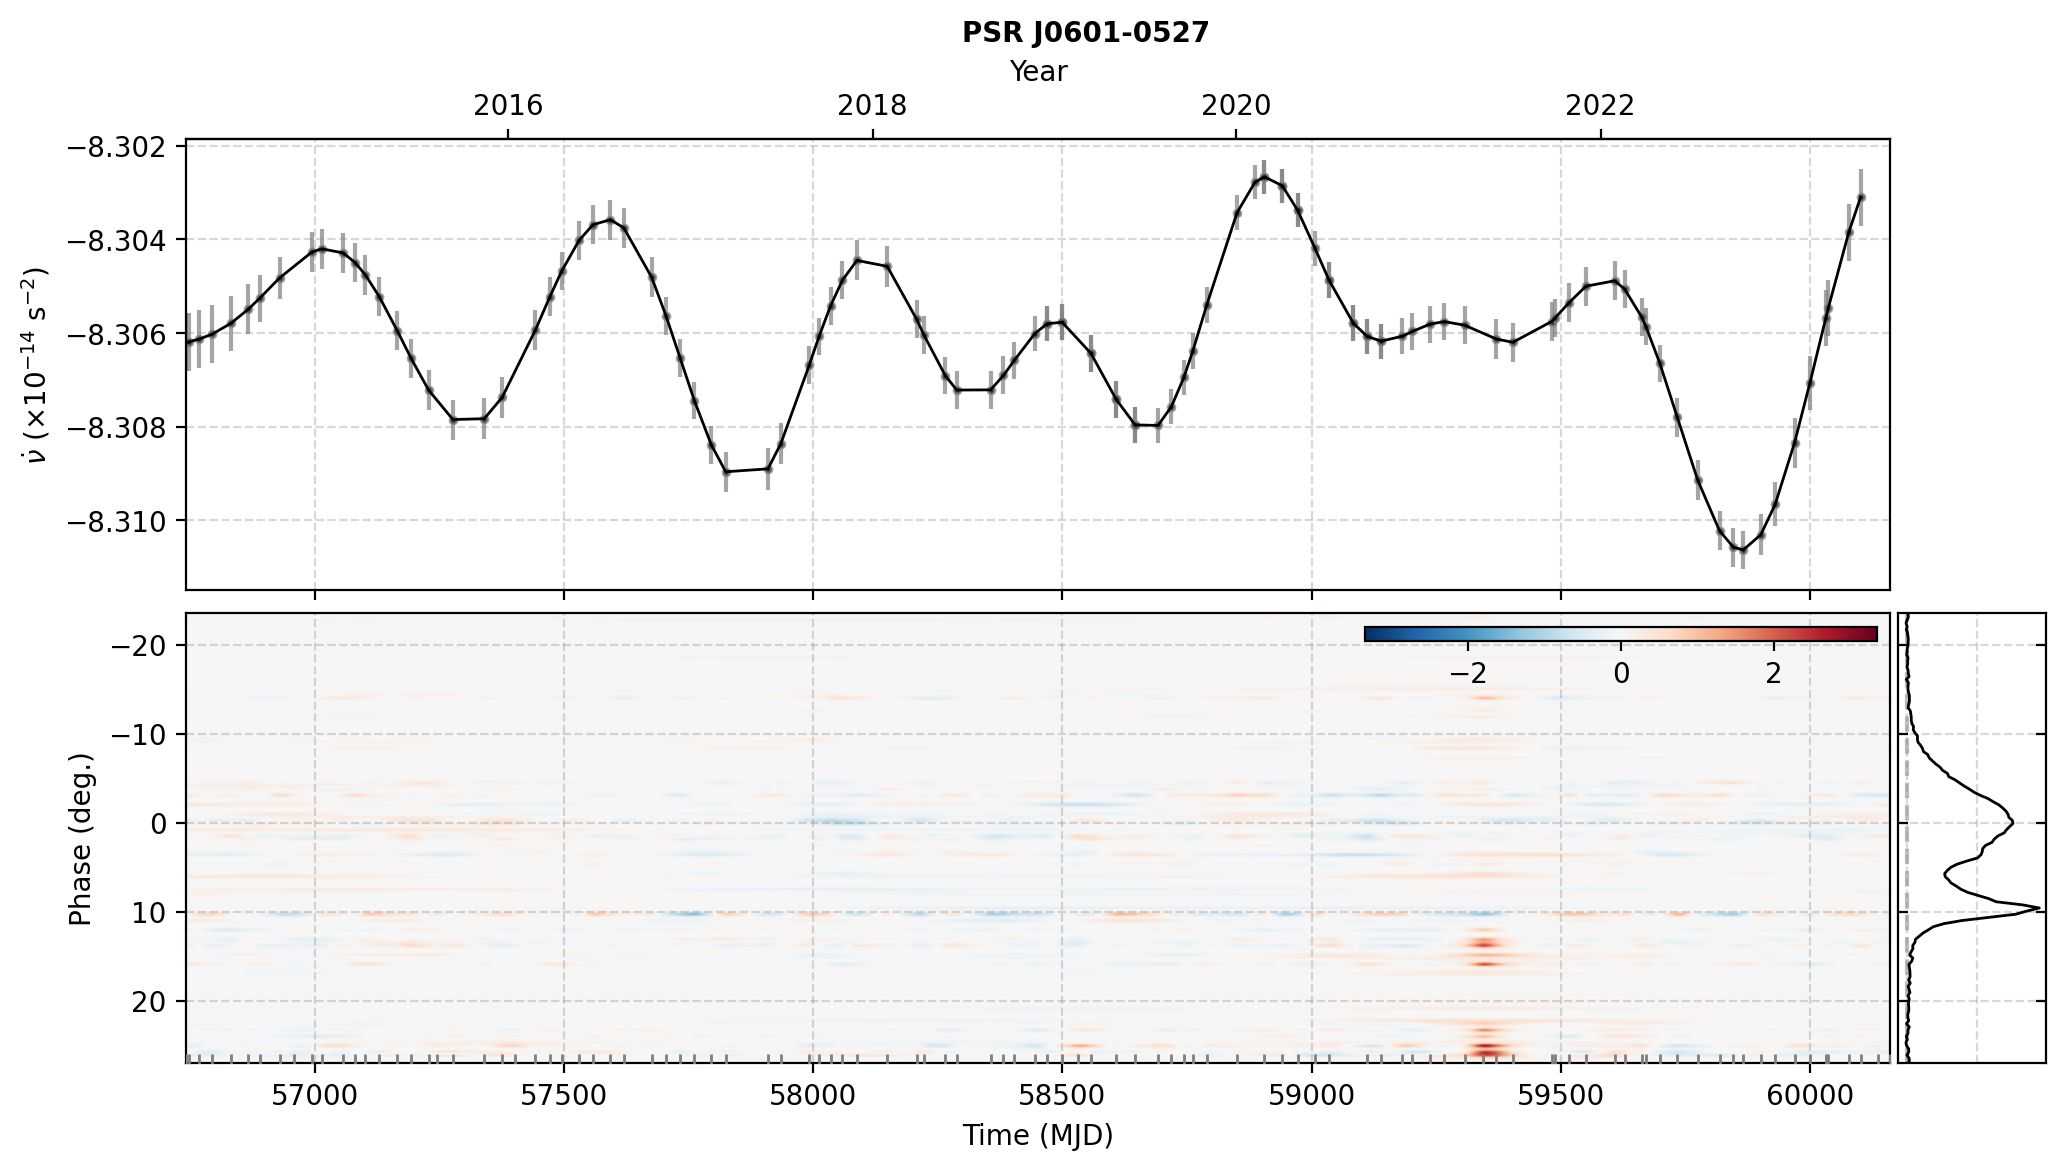 PSR J0601-0527
Year
2016 2018 2020 2022
−8.302
−8.304
−8.306
−8.308
−8.310
ν̇ (×10⁻¹⁴ s⁻²)
−20
−10
0
10
20
Phase (deg.)
−2 0 2
57000 57500 58000 58500 59000 59500 60000
Time (MJD)